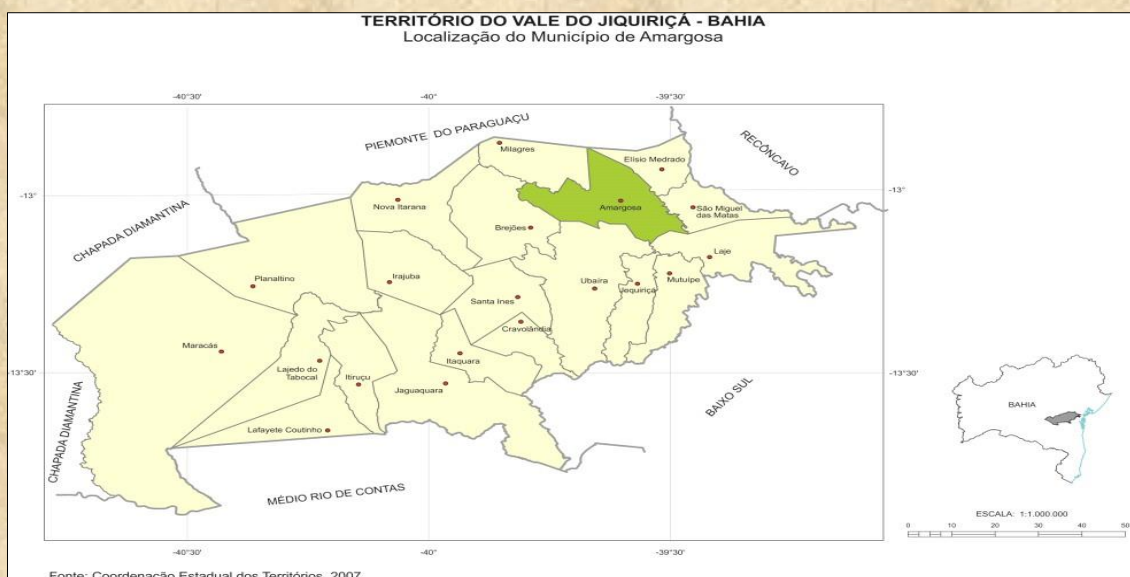 TERRITÓRIO DO VALE DO JIQUIRIÇÁ - BAHIA
Localização do Município de Amargosa
-40°30'
-40°
-39°30'
PIEMONTE DO PARAGUAÇU
RECÔNCAVO
Milagres
Elísio Medrado
-13°
-13°
CHAPADA DIAMANTINA
Nova Itarana
Amargosa
São Miguel
das Matas
Brejões
Laje
Planaltino
Irajuba
Ubaíra
Jequiriçá
Mutuípe
Santa Ines
Cravolândia
Maracás
Lajedo do
Tabocal
Itiruçu
Itaquara
Jaguaquara
-13°30'
-13°30'
BAIXO SUL
CHAPADA DIAMANTINA
Lafayete Coutinho
MÉDIO RIO DE CONTAS
BAHIA
ESCALA: 1:1.000.000
0 10 20 30 40 50
-40°30'
-40°
-39°30'
Fonte: Coordenação Estadual dos Territórios, 2007